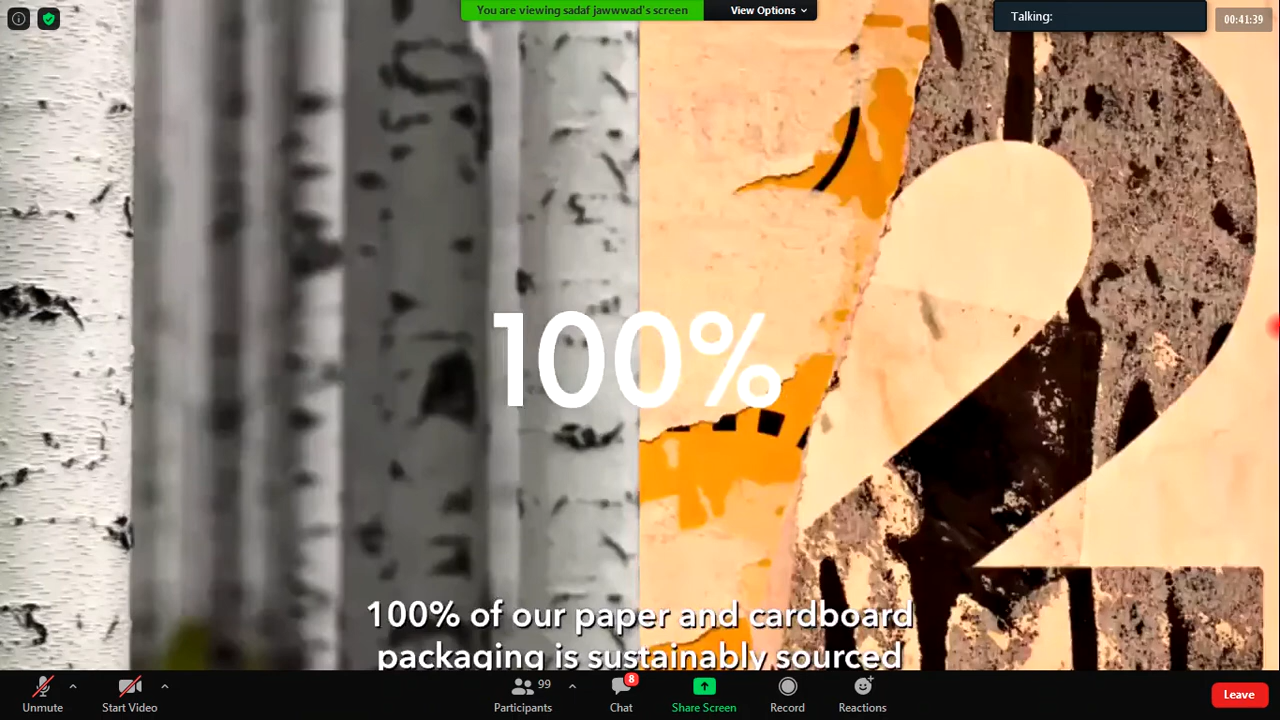 You are viewing sadaf jawwwad's screen
View Options
Talking:
00:41:39
2
100%
100% of our paper and cardboard
packaging is sustainably sourced
Unmute
Start Video
99
Participants
8
Chat
Share Screen
Record
Reactions
Leave